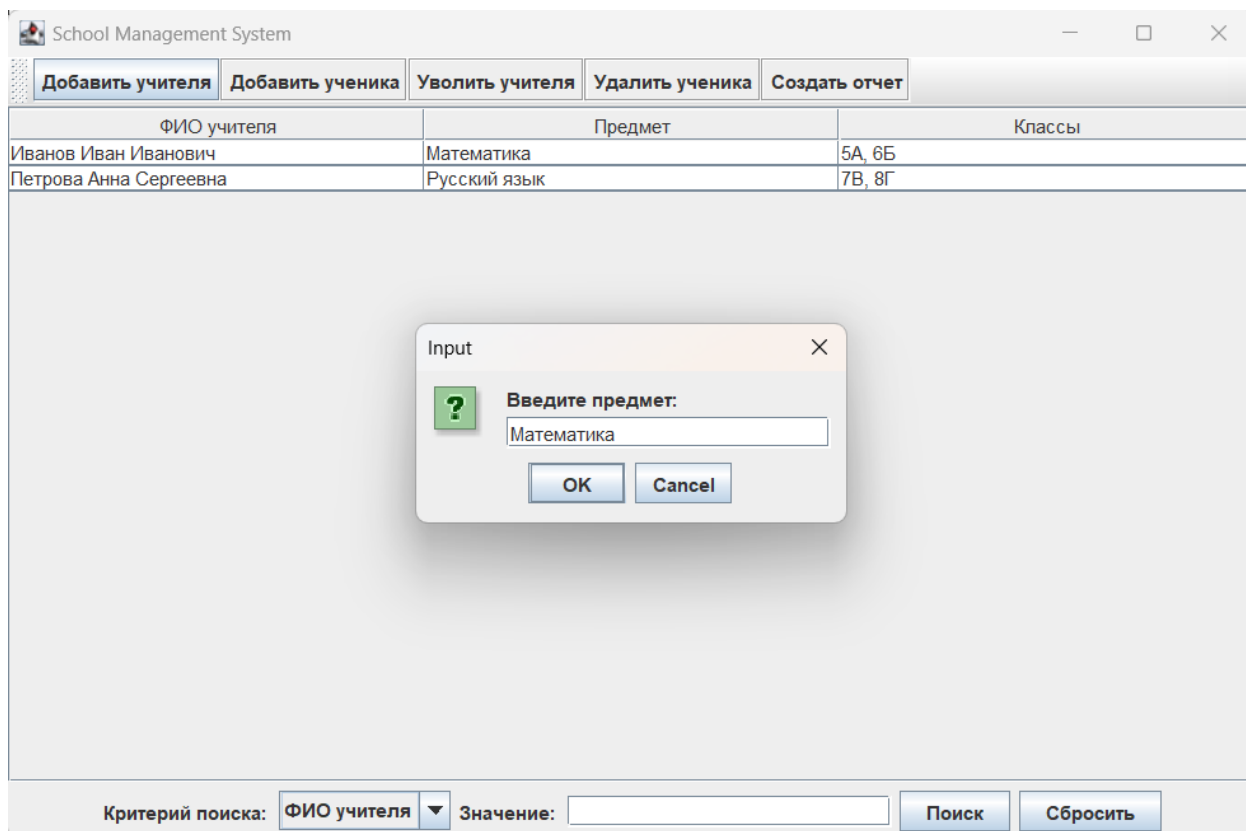 School Management System
Добавить учителя Добавить ученика Уволить учителя Удалить ученика Создать отчет
ФИО учителя Предмет Классы
Иванов Иван Иванович Математика 5А, 6Б
Петрова Анна Сергеевна Русский язык 7В, 8Г
Input
?
Введите предмет:
Математика
OK Cancel
Критерий поиска: ФИО учителя Значение: Поиск Сбросить